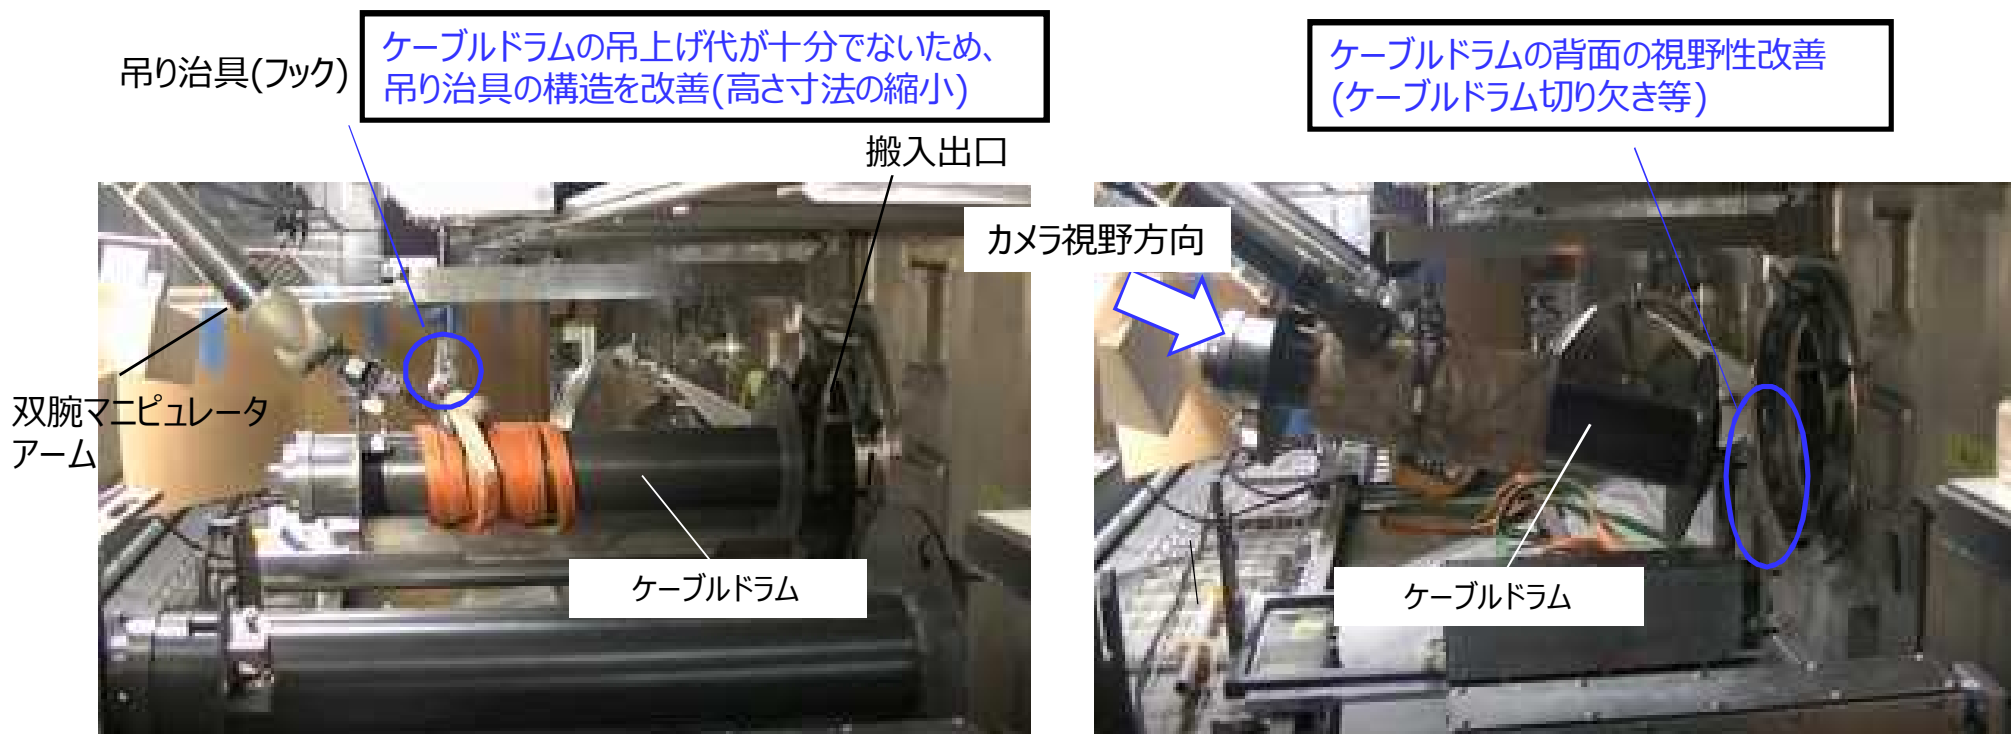 吊り治具(フック)
ケーブルドラムの吊上げ代が十分でないため、
吊り治具の構造を改善(高さ寸法の縮小)
搬入出口
双腕マニピュレータ
アーム
ケーブルドラム
ケーブルドラムの背面の視野性改善
(ケーブルドラム切り欠き等)
カメラ視野方向
ケーブルドラム